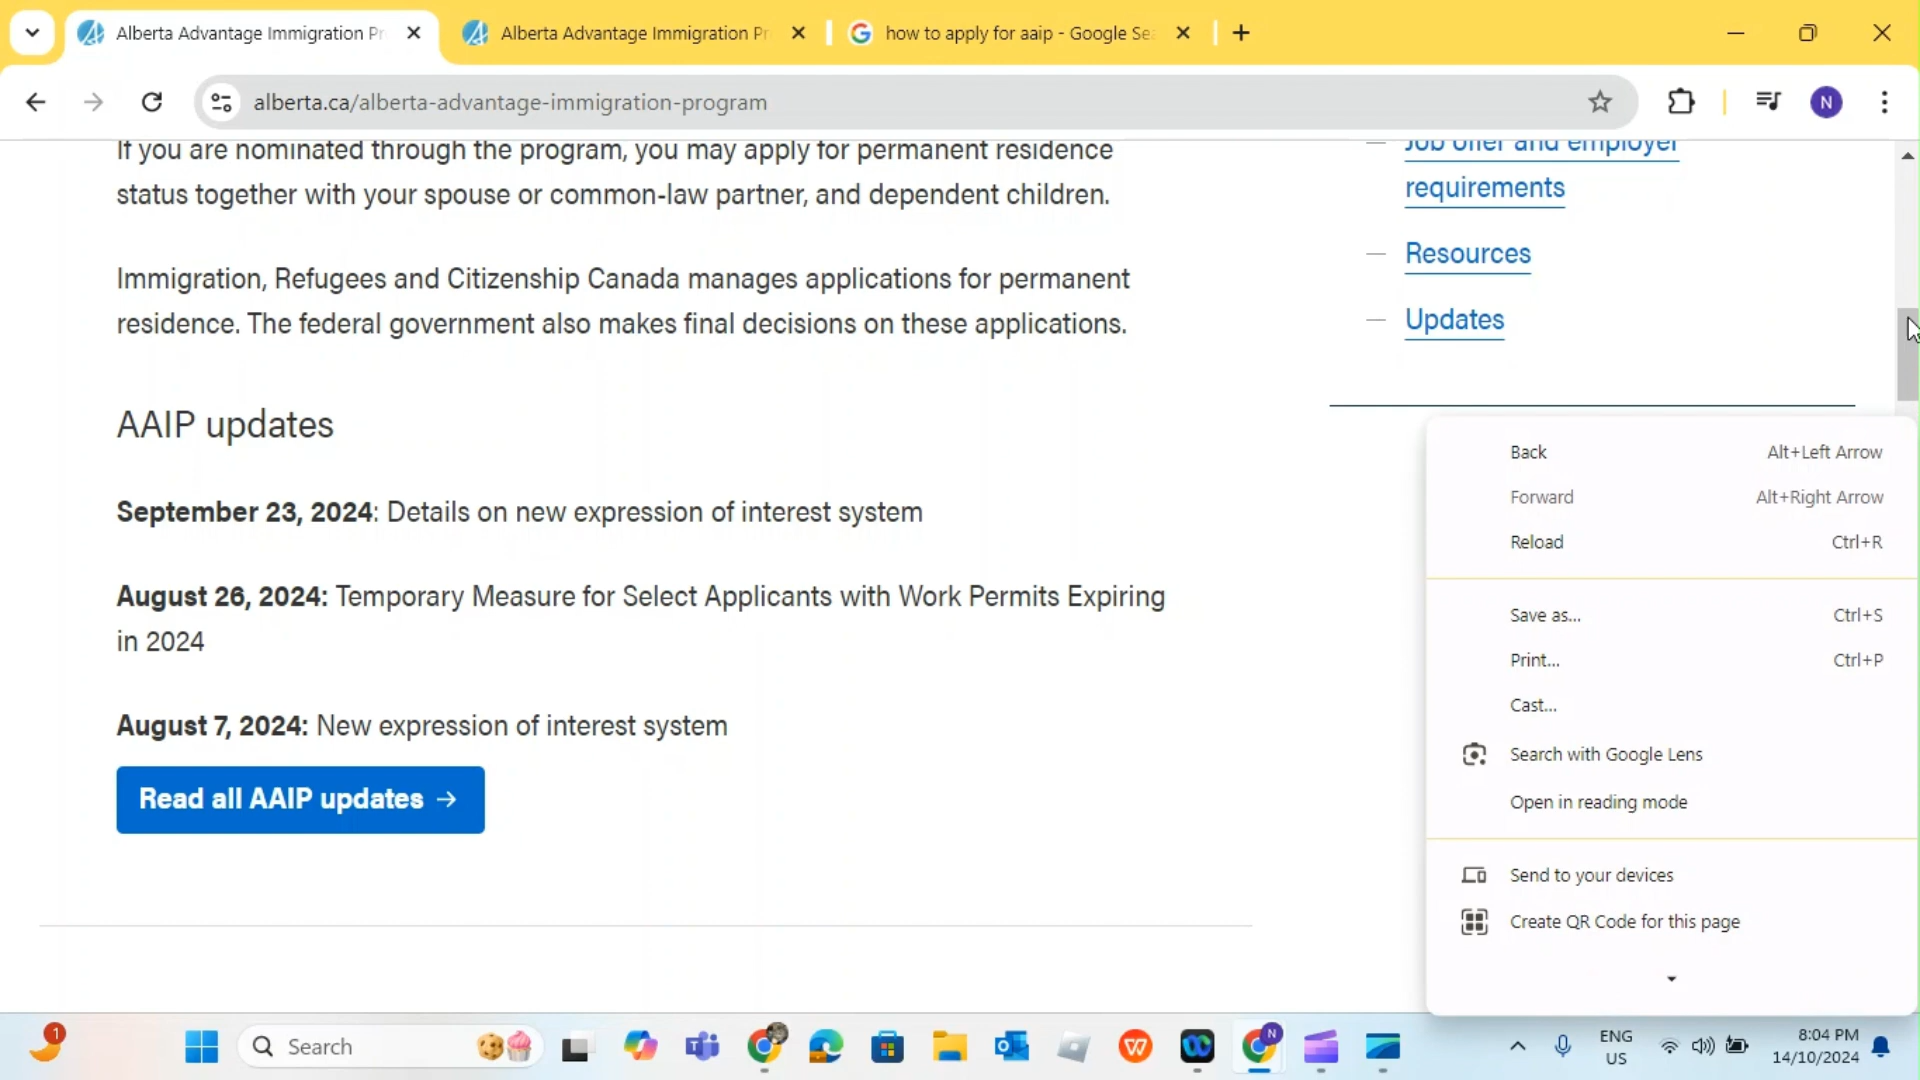 Alberta Advantage Immigration Pr
Alberta Advantage Immigration Pr
how to apply for aaip - Google Sea
alberta.ca/alberta-advantage-immigration-program
N
If you are nominated through the program, you may apply for permanent residence
status together with your spouse or common-law partner, and dependent children.
Immigration, Refugees and Citizenship Canada manages applications for permanent
residence. The federal government also makes final decisions on these applications.
AAIP updates
September 23, 2024: Details on new expression of interest system
August 26, 2024: Temporary Measure for Select Applicants with Work Permits Expiring
in 2024
August 7, 2024: New expression of interest system
Read all AAIP updates →
Job offer and employer
requirements
Resources
Updates
Back Alt+Left Arrow
Forward Alt+Right Arrow
Reload Ctrl+R
Save as... Ctrl+S
Print... Ctrl+P
Cast...
Search with Google Lens
Open in reading mode
Send to your devices
Create QR Code for this page
1
Search
N
ENG
US
8:04 PM
14/10/2024